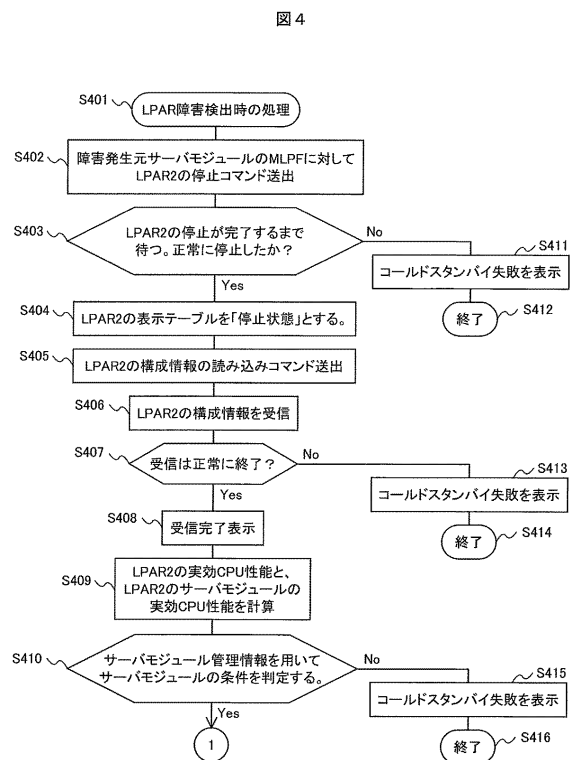 図4
S401
LPAR障害検出時の処理
S402
障害発生元サーバモジュールのMLPFに対して
LPAR2の停止コマンド送出
S403
LPAR2の停止が完了するまで
待つ。正常に停止したか？
No
S411
コールドスタンバイ失敗を表示
Yes
S412
終了
S404
LPAR2の表示テーブルを「停止状態」とする。
S405
LPAR2の構成情報の読み込みコマンド送出
S406
LPAR2の構成情報を受信
S407
受信は正常に終了？
No
S413
コールドスタンバイ失敗を表示
Yes
S414
終了
S408
受信完了表示
S409
LPAR2の実効CPU性能と、
LPAR2のサーバモジュールの
実効CPU性能を計算
S410
サーバモジュール管理情報を用いて
サーバモジュールの条件を判定する。
No
S415
コールドスタンバイ失敗を表示
Yes
S416
終了
1